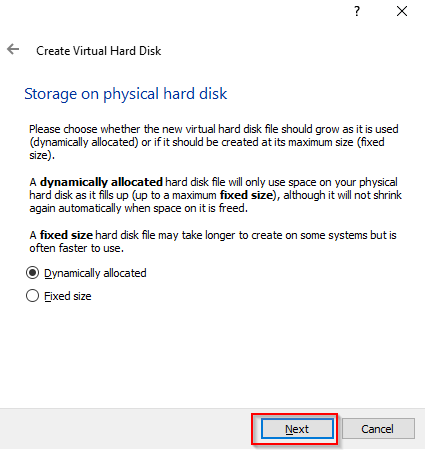 ?
Create Virtual Hard Disk
Storage on physical hard disk
Please choose whether the new virtual hard disk file should grow as it is used
(dynamically allocated) or if it should be created at its maximum size (fixed
size).
A dynamically allocated hard disk file will only use space on your physical
hard disk as it fills up (up to a maximum fixed size), although it will not shrink
again automatically when space on it is freed.
A fixed size hard disk file may take longer to create on some systems but is
often faster to use.
Dynamically allocated
Fixed size
Next
Cancel